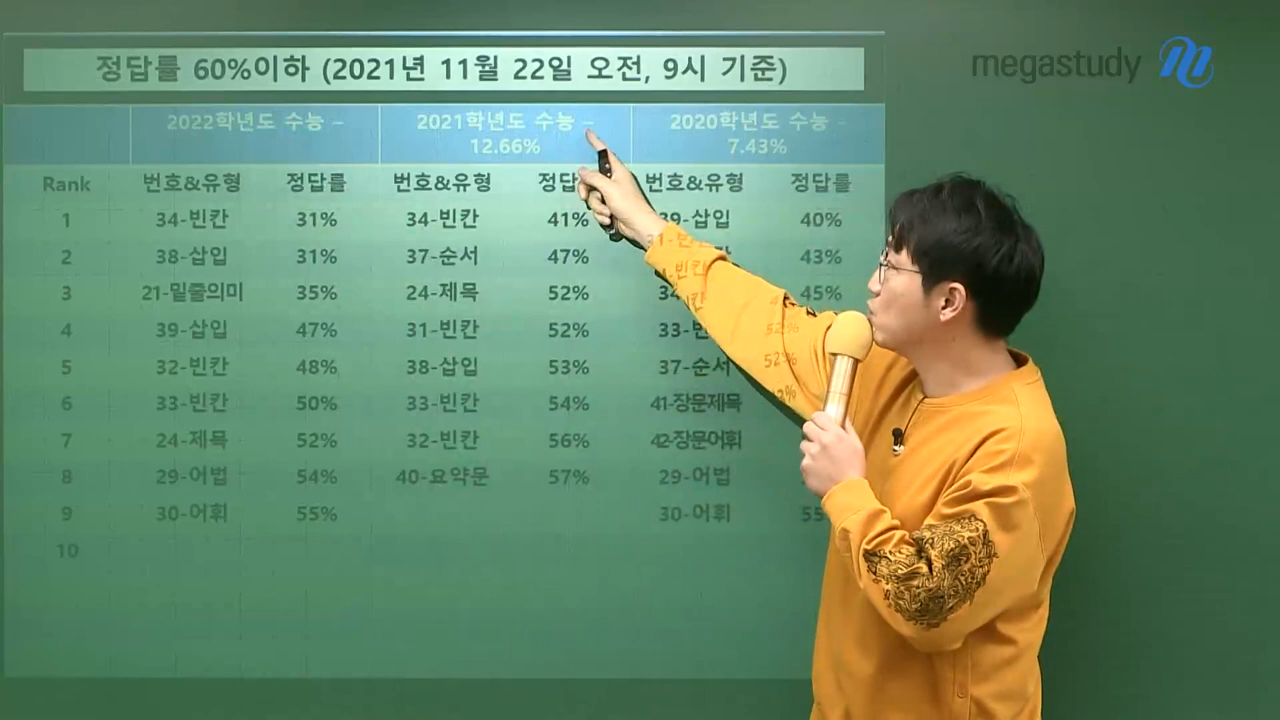 정답률 60%이하 (2021년 11월 22일 오전, 9시 기준)
megastudy
2022학년도 수능 – 2021학년도 수능 – 2020학년도 수능 -
12.66% 7.43%
Rank 번호&유형 정답률 번호&유형 번호&유형 정답률
1 34-빈칸 31% 34-빈칸 41% 39-삽입 40%
2 38-삽입 31% 37-순서 47% 43%
3 21-밑줄의미 35% 24-제목 52% 45%
4 39-삽입 47% 31-빈칸 52% 52%
5 32-빈칸 48% 38-삽입 53% 37-순서 52%
6 33-빈칸 50% 33-빈칸 54% 41-장문제목
7 24-제목 52% 32-빈칸 56% 42-장문어휘
8 29-어법 54% 40-요약문 57% 29-어법
9 30-어휘 55% 30-어휘
10